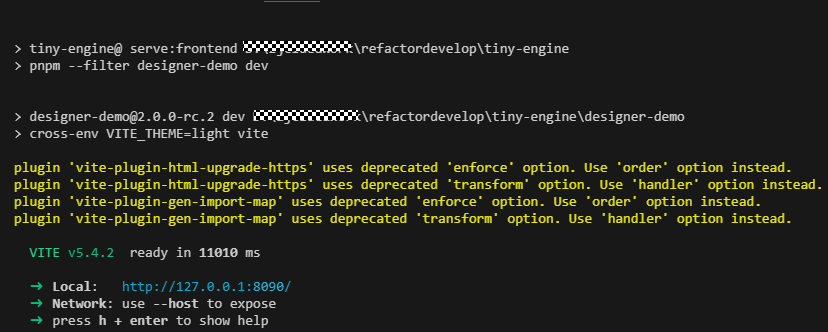 > tiny-engine@ serve:frontend \refactordevelop\tiny-engine
> pnpm --filter designer-demo dev
> designer-demo@2.0.0-rc.2 dev \refactordevelop\tiny-engine\designer-demo
> cross-env VITE_THEME=light vite
plugin 'vite-plugin-html-upgrade-https' uses deprecated 'enforce' option. Use 'order' option instead.
plugin 'vite-plugin-html-upgrade-https' uses deprecated 'transform' option. Use 'handler' option instead.
plugin 'vite-plugin-gen-import-map' uses deprecated 'enforce' option. Use 'order' option instead.
plugin 'vite-plugin-gen-import-map' uses deprecated 'transform' option. Use 'handler' option instead.
VITE v5.4.2 ready in 11010 ms
➜ Local: http://127.0.0.1:8090/
➜ Network: use --host to expose
➜ press h + enter to show help